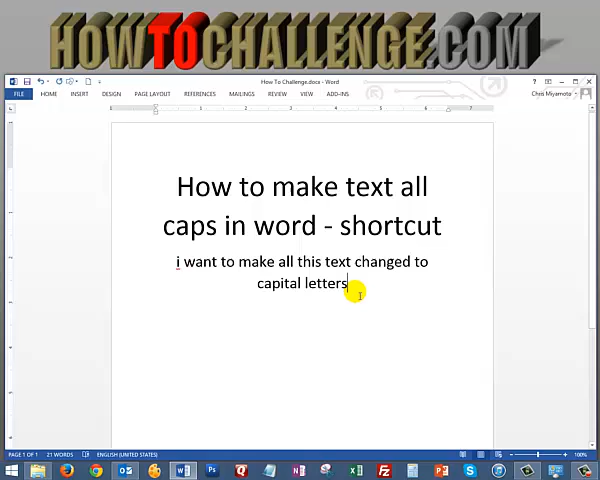 HOWTOCHALLENGE.COM
How To Challenge.docx - Word
FILE HOME INSERT DESIGN PAGE LAYOUT REFERENCES MAILINGS REVIEW VIEW ADD-INS Chris Miyamoto
How to make text all
caps in word - shortcut
i want to make all this text changed to
capital letters
PAGE 1 OF 1 21 WORDS ENGLISH (UNITED STATES) 100%